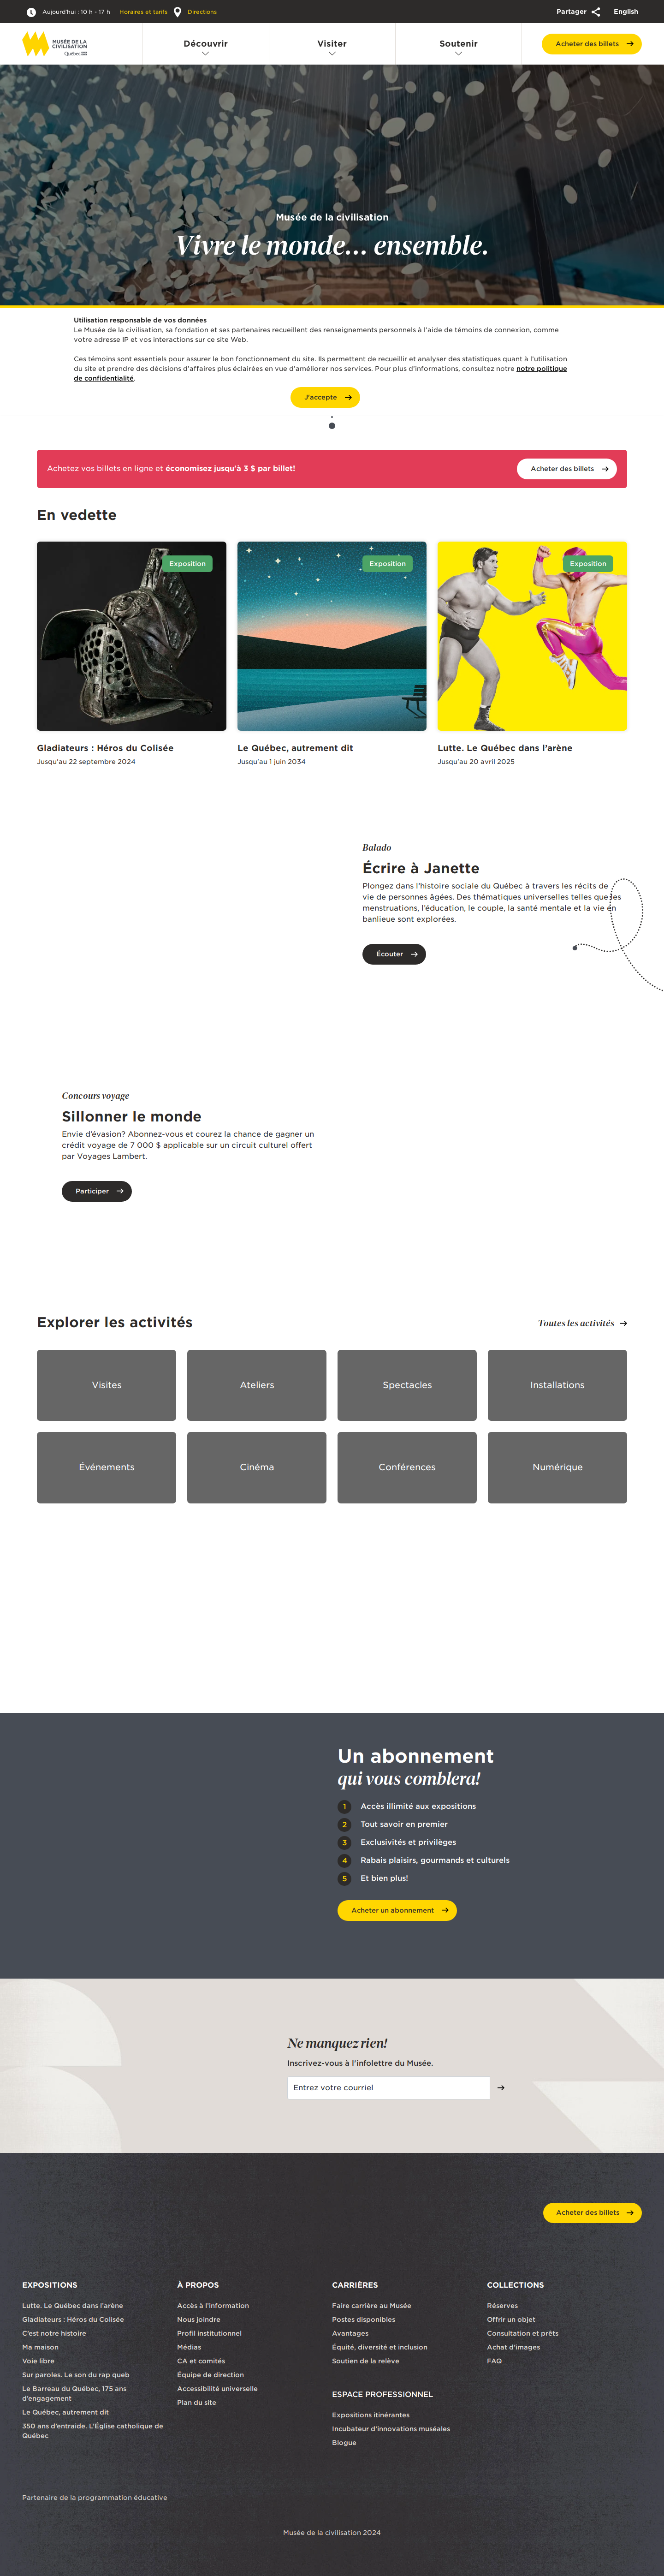 Aujourd'hui : 10 h - 17 h
Horaires et tarifs
Directions
Partager
English
MUSÉE DE LA
CIVILISATION
Québec
Découvrir
Visiter
Soutenir
Acheter des billets
Musée de la civilisation
Vivre le monde… ensemble.
Utilisation responsable de vos données
Le Musée de la civilisation, sa fondation et ses partenaires recueillent des renseignements personnels à l'aide de témoins de connexion, comme
votre adresse IP et vos interactions sur ce site Web.
Ces témoins sont essentiels pour assurer le bon fonctionnement du site. Ils permettent de recueillir et analyser des statistiques quant à l'utilisation
du site et prendre des décisions d'affaires plus éclairées en vue d'améliorer nos services. Pour plus d'informations, consultez notre notre politique
de confidentialité.
J'accepte
Achetez vos billets en ligne et économisez jusqu'à 3 $ par billet!
Acheter des billets
En vedette
Exposition
Exposition
Exposition
Gladiateurs : Héros du Colisée
Jusqu'au 22 septembre 2024
Le Québec, autrement dit
Jusqu'au 1 juin 2034
Lutte. Le Québec dans l'arène
Jusqu'au 20 avril 2025
Balado
Écrire à Janette
Plongez dans l'histoire sociale du Québec à travers les récits de
vie de personnes âgées. Des thématiques universelles telles que les
menstruations, l'éducation, le couple, la santé mentale et la vie en
banlieue sont explorées.
Écouter
Concours voyage
Sillonner le monde
Envie d'évasion? Abonnez-vous et courez la chance de gagner un
crédit voyage de 7 000 $ applicable sur un circuit culturel offert
par Voyages Lambert.
Participer
Explorer les activités
Toutes les activités
Visites
Ateliers
Spectacles
Installations
Événements
Cinéma
Conférences
Numérique
Un abonnement
qui vous comblera!
1 Accès illimité aux expositions
2 Tout savoir en premier
3 Exclusivités et privilèges
4 Rabais plaisirs, gourmands et culturels
5 Et bien plus!
Acheter un abonnement
Ne manquez rien!
Inscrivez-vous à l'infolettre du Musée.
Entrez votre courriel
Acheter des billets
EXPOSITIONS
Lutte. Le Québec dans l'arène
Gladiateurs : Héros du Colisée
C'est notre histoire
Ma maison
Voie libre
Sur paroles. Le son du rap queb
Le Barreau du Québec, 175 ans
d'engagement
Le Québec, autrement dit
350 ans d'entraide. L'Église catholique de
Québec
À PROPOS
Accès à l'information
Nous joindre
Profil institutionnel
Médias
CA et comités
Équipe de direction
Accessibilité universelle
Plan du site
CARRIÈRES
Faire carrière au Musée
Postes disponibles
Avantages
Équité, diversité et inclusion
Soutien de la relève
ESPACE PROFESSIONNEL
Expositions itinérantes
Incubateur d'innovations muséales
Blogue
COLLECTIONS
Réserves
Offrir un objet
Consultation et prêts
Achat d'images
FAQ
Partenaire de la programmation éducative
Musée de la civilisation 2024